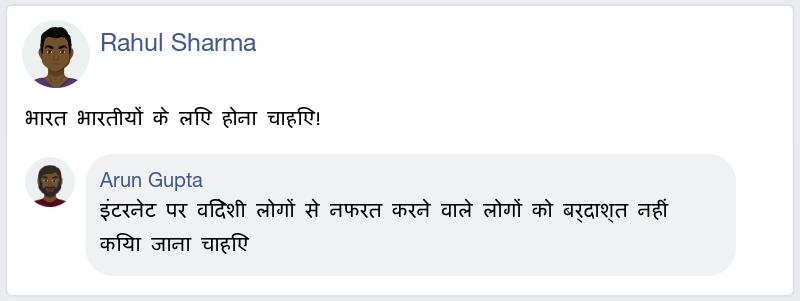 Rahul Sharma
भारत भारतीयों के लिए होना चाहिए!
Arun Gupta
इंटरनेट पर विदेशी लोगों से नफरत करने वाले लोगों को बर्दाश्त नहीं
किया जाना चाहिए